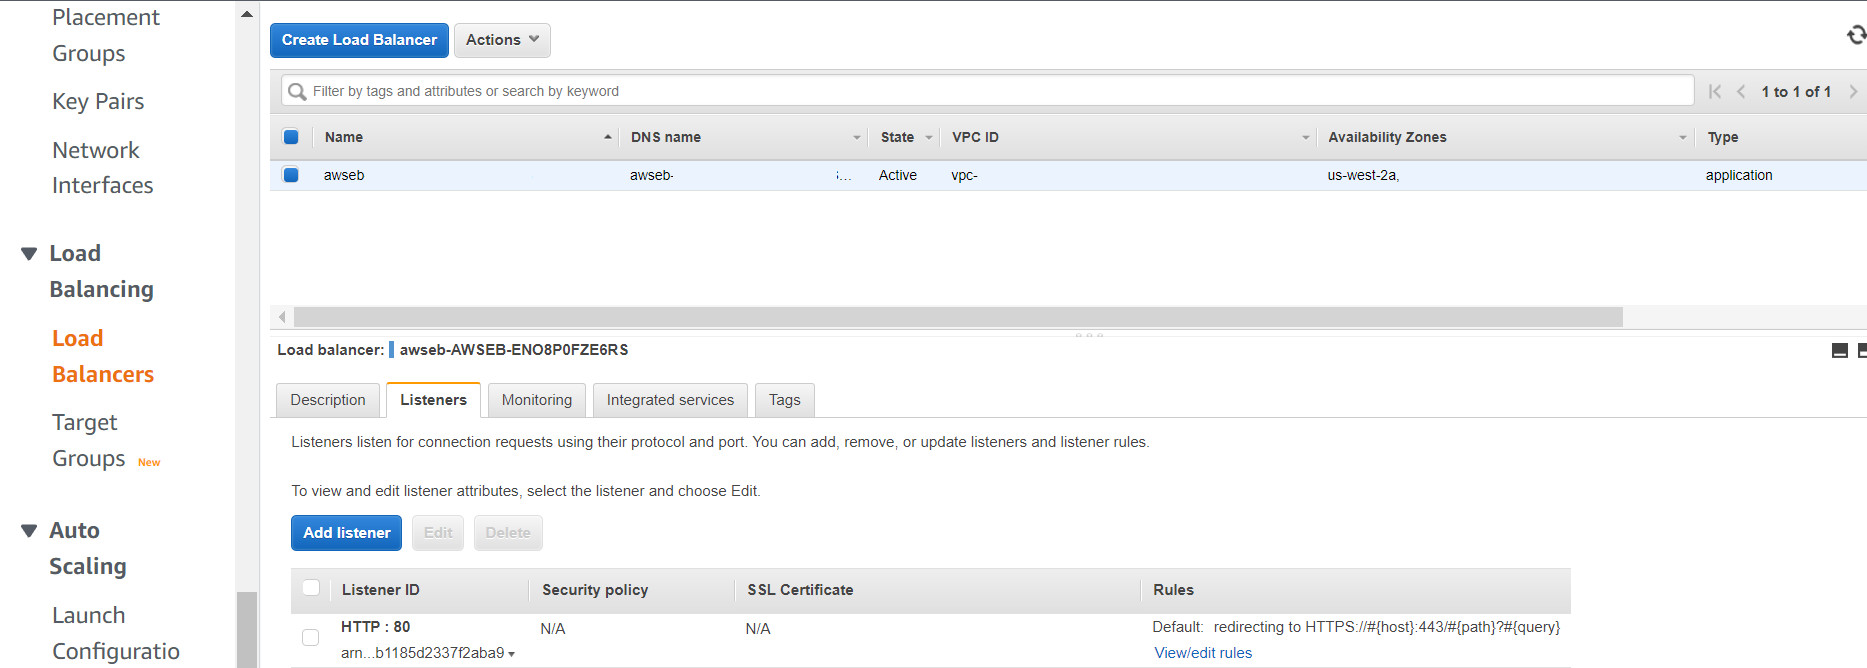 Placement
Groups
Key Pairs
Network
Interfaces
Load
Balancing
Load
Balancers
Target
Groups New
Auto
Scaling
Launch
Configuratio
Create Load Balancer Actions
Filter by tags and attributes or search by keyword 1 to 1 of 1
Name DNS name State VPC ID Availability Zones Type
awseb awseb- ... Active vpc- us-west-2a, application
Load balancer: awseb-AWSEB-ENO8P0FZE6RS
Description Listeners Monitoring Integrated services Tags
Listeners listen for connection requests using their protocol and port. You can add, remove, or update listeners and listener rules.
To view and edit listener attributes, select the listener and choose Edit.
Add listener Edit Delete
Listener ID Security policy SSL Certificate Rules
HTTP : 80 N/A N/A Default: redirecting to HTTPS://#{host}:443/#{path}?#{query}
arn...b1185d2337f2aba9 View/edit rules